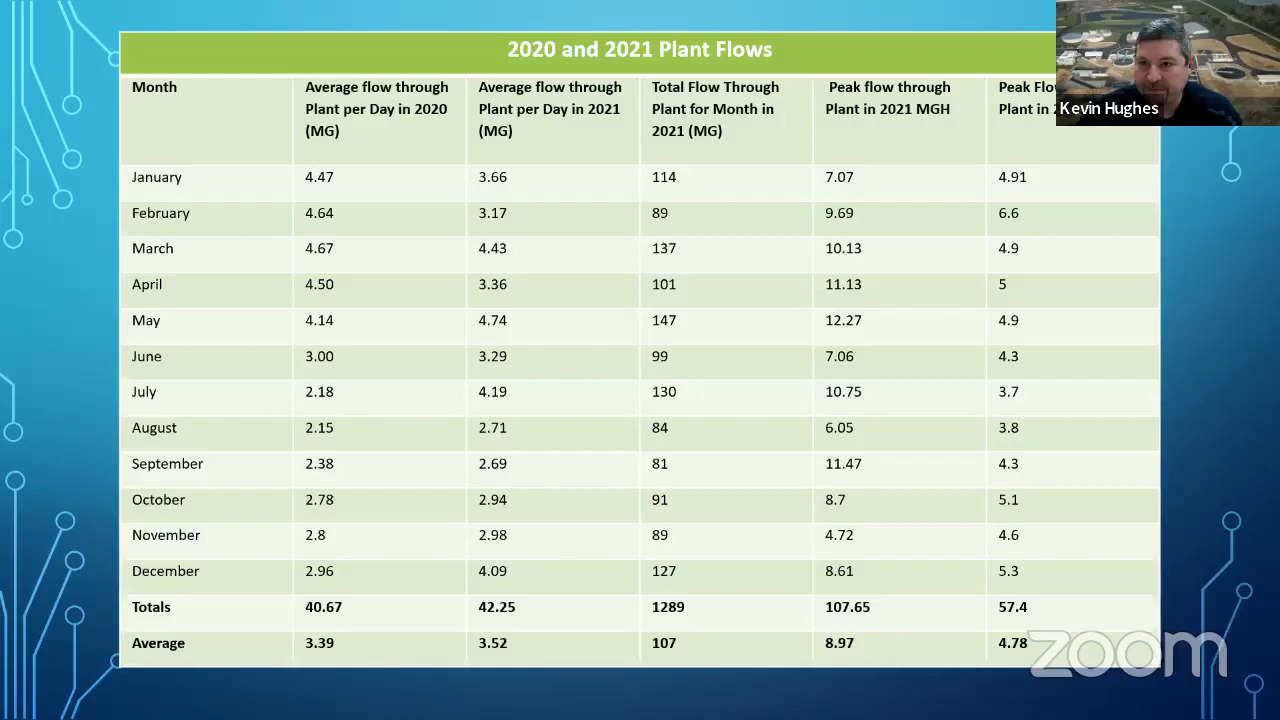 2020 and 2021 Plant Flows
Month
Average flow through
Plant per Day in 2020
(MG)
Average flow through
Plant per Day in 2021
(MG)
Total Flow Through
Plant for Month in
2021 (MG)
Peak flow through
Plant in 2021 MGH
Peak
Plant in
Kevin Hughes
January 4.47 3.66 114 7.07 4.91
February 4.64 3.17 89 9.69 6.6
March 4.67 4.43 137 10.13 4.9
April 4.50 3.36 101 11.13 5
May 4.14 4.74 147 12.27 4.9
June 3.00 3.29 99 7.06 4.3
July 2.18 4.19 130 10.75 3.7
August 2.15 2.71 84 6.05 3.8
September 2.38 2.69 81 11.47 4.3
October 2.78 2.94 91 8.7 5.1
November 2.8 2.98 89 4.72 4.6
December 2.96 4.09 127 8.61 5.3
Totals 40.67 42.25 1289 107.65 57.4
Average 3.39 3.52 107 8.97 4.78
zoom